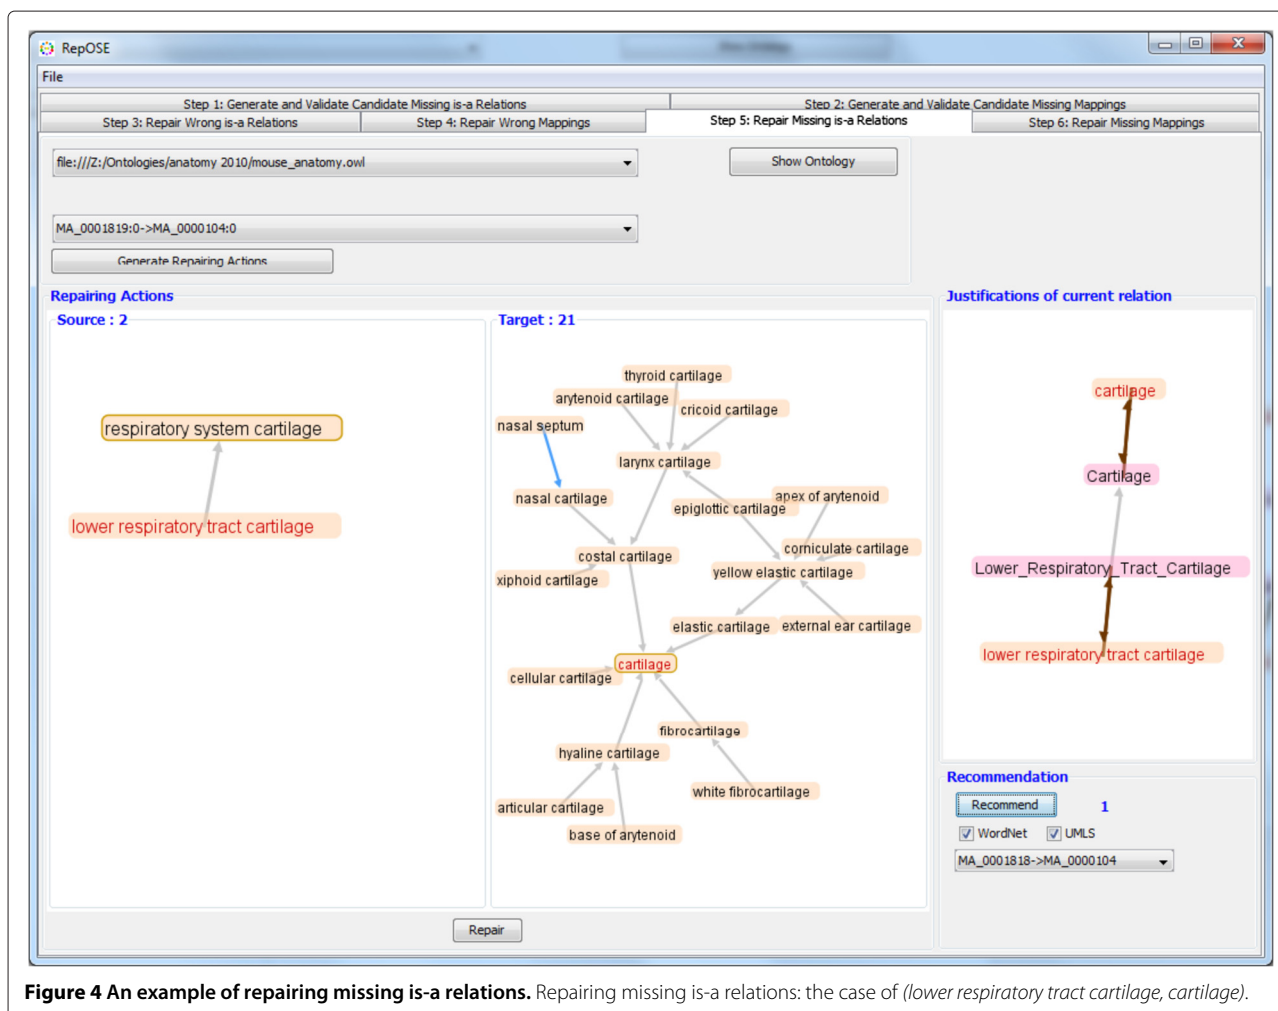 RepOSE
File
Step 1: Generate and Validate Candidate Missing is-a Relations
Step 2: Generate and Validate Candidate Missing Mappings
Step 3: Repair Wrong is-a Relations
Step 4: Repair Wrong Mappings
Step 5: Repair Missing is-a Relations
Step 6: Repair Missing Mappings
file:///Z:/Ontologies/anatomy 2010/mouse_anatomy.owl
Show Ontology
MA_0001819:0->MA_0000104:0
Generate Repairing Actions
Repairing Actions
Source : 2
respiratory system cartilage
lower respiratory tract cartilage
Target : 21
thyroid cartilage
arytenoid cartilage
cricoid cartilage
nasal septum
larynx cartilage
nasal cartilage
apex of arytenoid
epiglottic cartilage
costal cartilage
corniculate cartilage
xiphoid cartilage
yellow elastic cartilage
elastic cartilage
external ear cartilage
cartilage
cellular cartilage
fibrocartilage
hyaline cartilage
white fibrocartilage
articular cartilage
base of arytenoid
Justifications of current relation
cartilage
Cartilage
Lower_Respiratory_Tract_Cartilage
lower respiratory tract cartilage
Recommendation
Recommend
1
WordNet
UMLS
MA_0001818->MA_0000104
Repair
Figure 4 An example of repairing missing is-a relations. Repairing missing is-a relations: the case of (lower respiratory tract cartilage, cartilage).